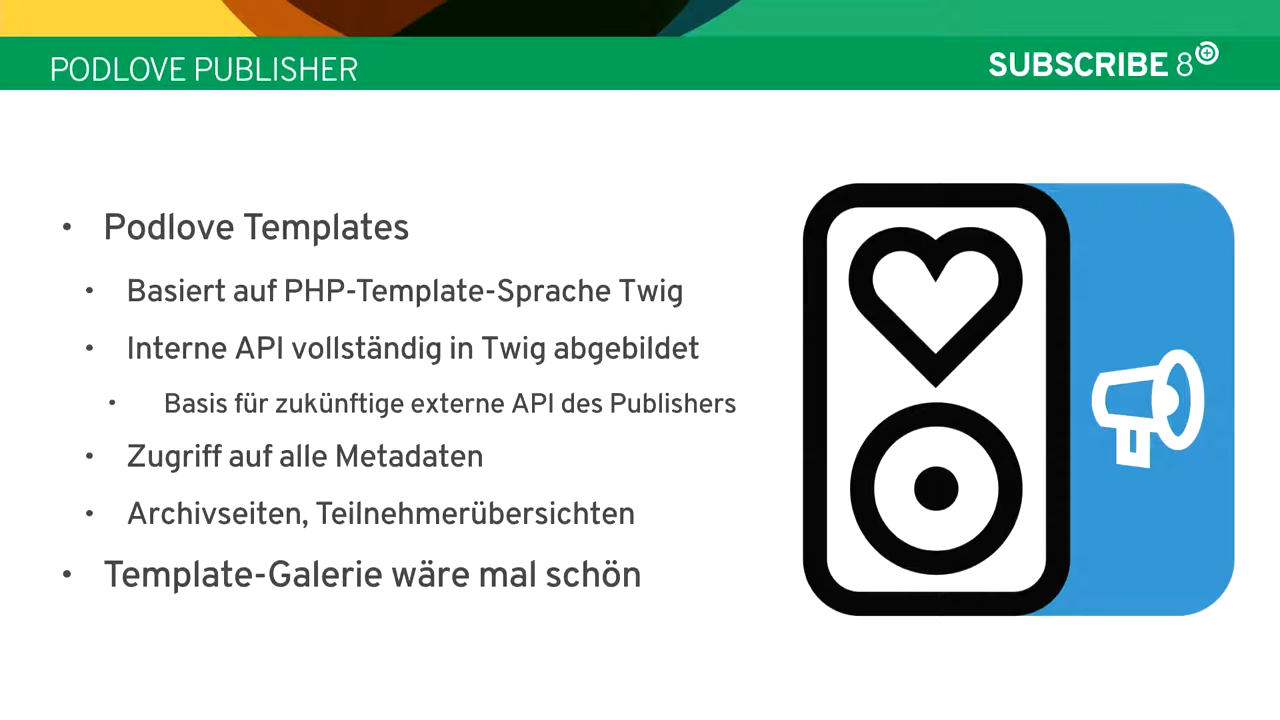 PODLOVE PUBLISHER
SUBSCRIBE 8
• Podlove Templates
• Basiert auf PHP-Template-Sprache Twig
• Interne API vollständig in Twig abgebildet
• Basis für zukünftige externe API des Publishers
• Zugriff auf alle Metadaten
• Archivseiten, Teilnehmerübersichten
• Template-Galerie wäre mal schön